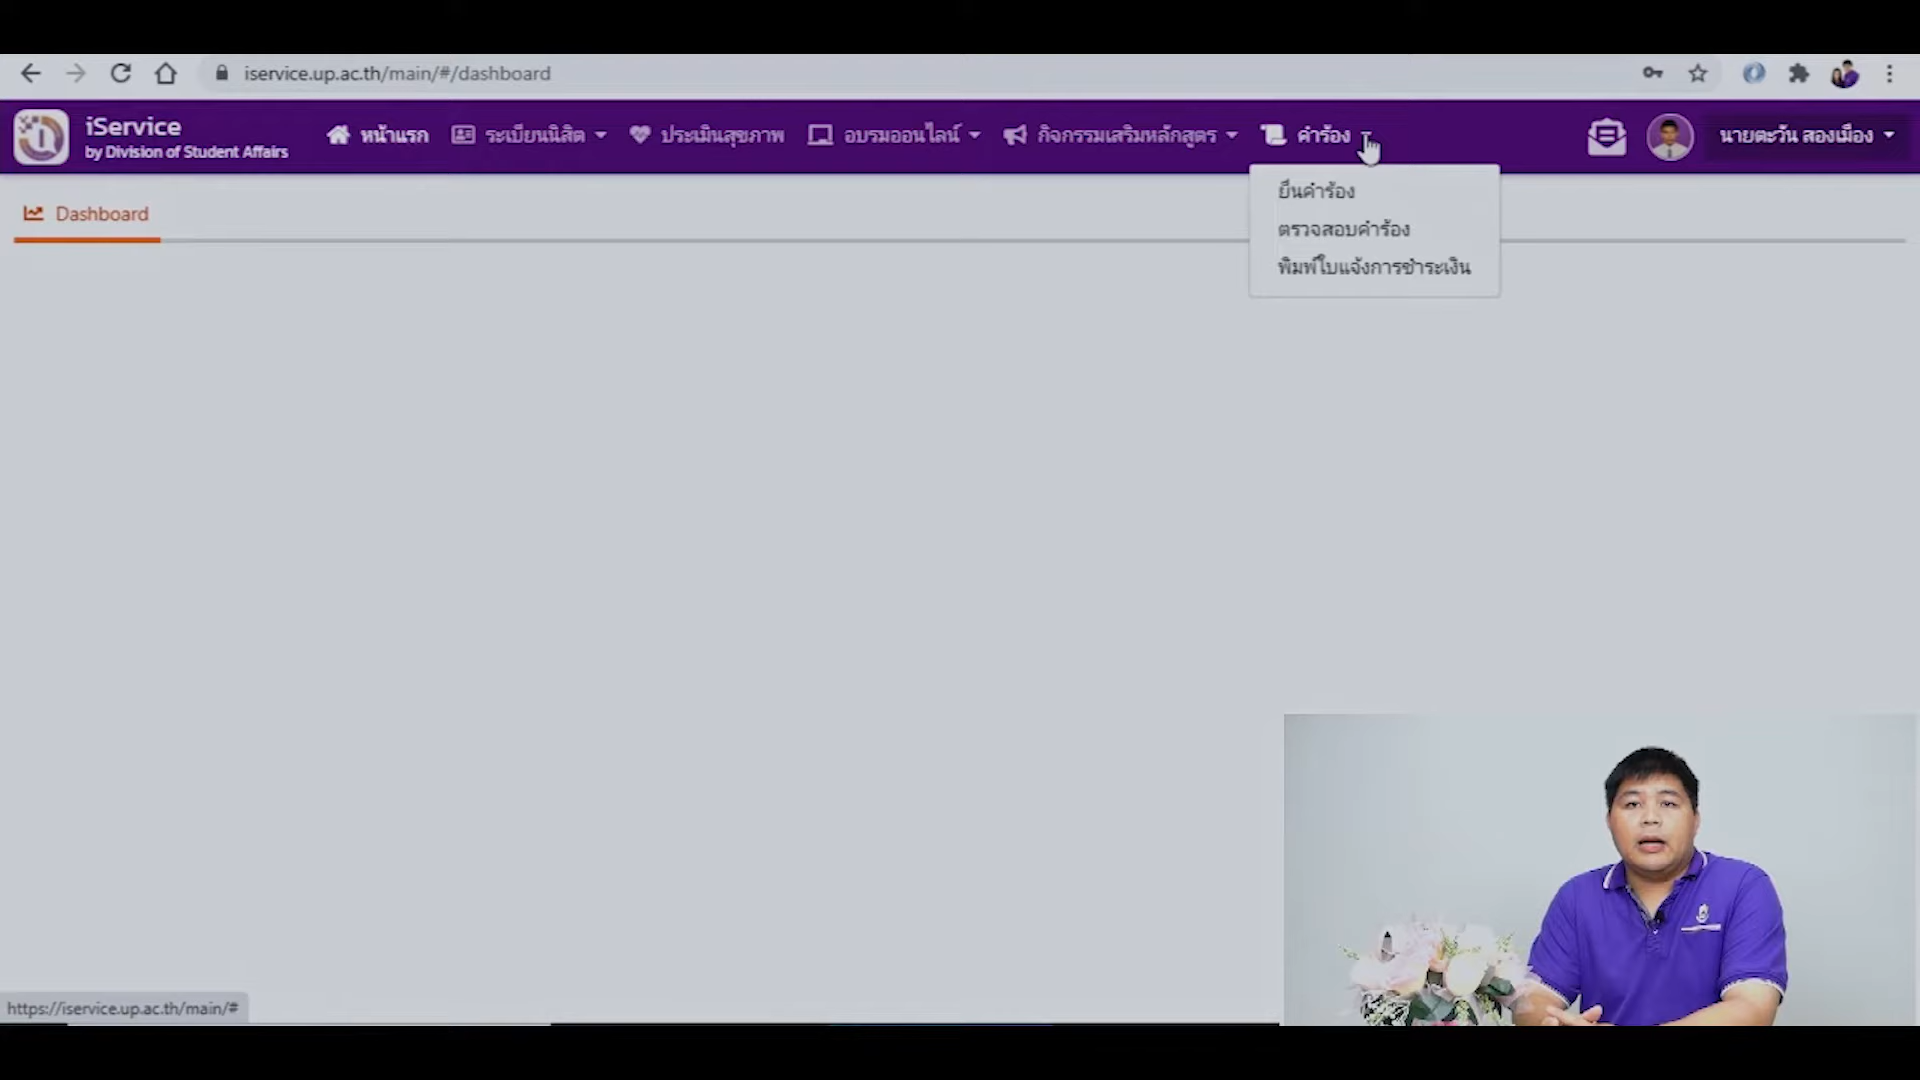 iservice.up.ac.th/main/#/dashboard
iService
by Division of Student Affairs
หน้าแรก
ระเบียนนิสิต
ประเมินสุขภาพ
อบรมออนไลน์
กิจกรรมเสริมหลักสูตร
คำร้อง
นายตะวัน สองเมือง
ยื่นคำร้อง
ตรวจสอบคำร้อง
พิมพ์ใบแจ้งการชำระเงิน
Dashboard
https://iservice.up.ac.th/main/#